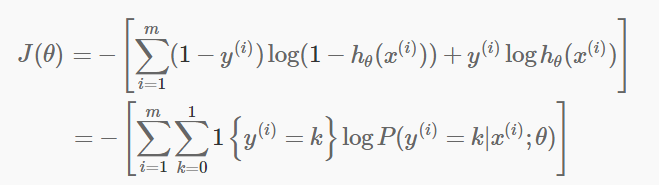 J(θ) = −[∑_{i=1}^{m} (1 − y^{(i)}) log(1 − h_θ(x^{(i)})) + y^{(i)} log h_θ(x^{(i)})]
= −[∑_{i=1}^{m} ∑_{k=0}^{1} 1{y^{(i)} = k} log P(y^{(i)} = k|x^{(i)}; θ)]